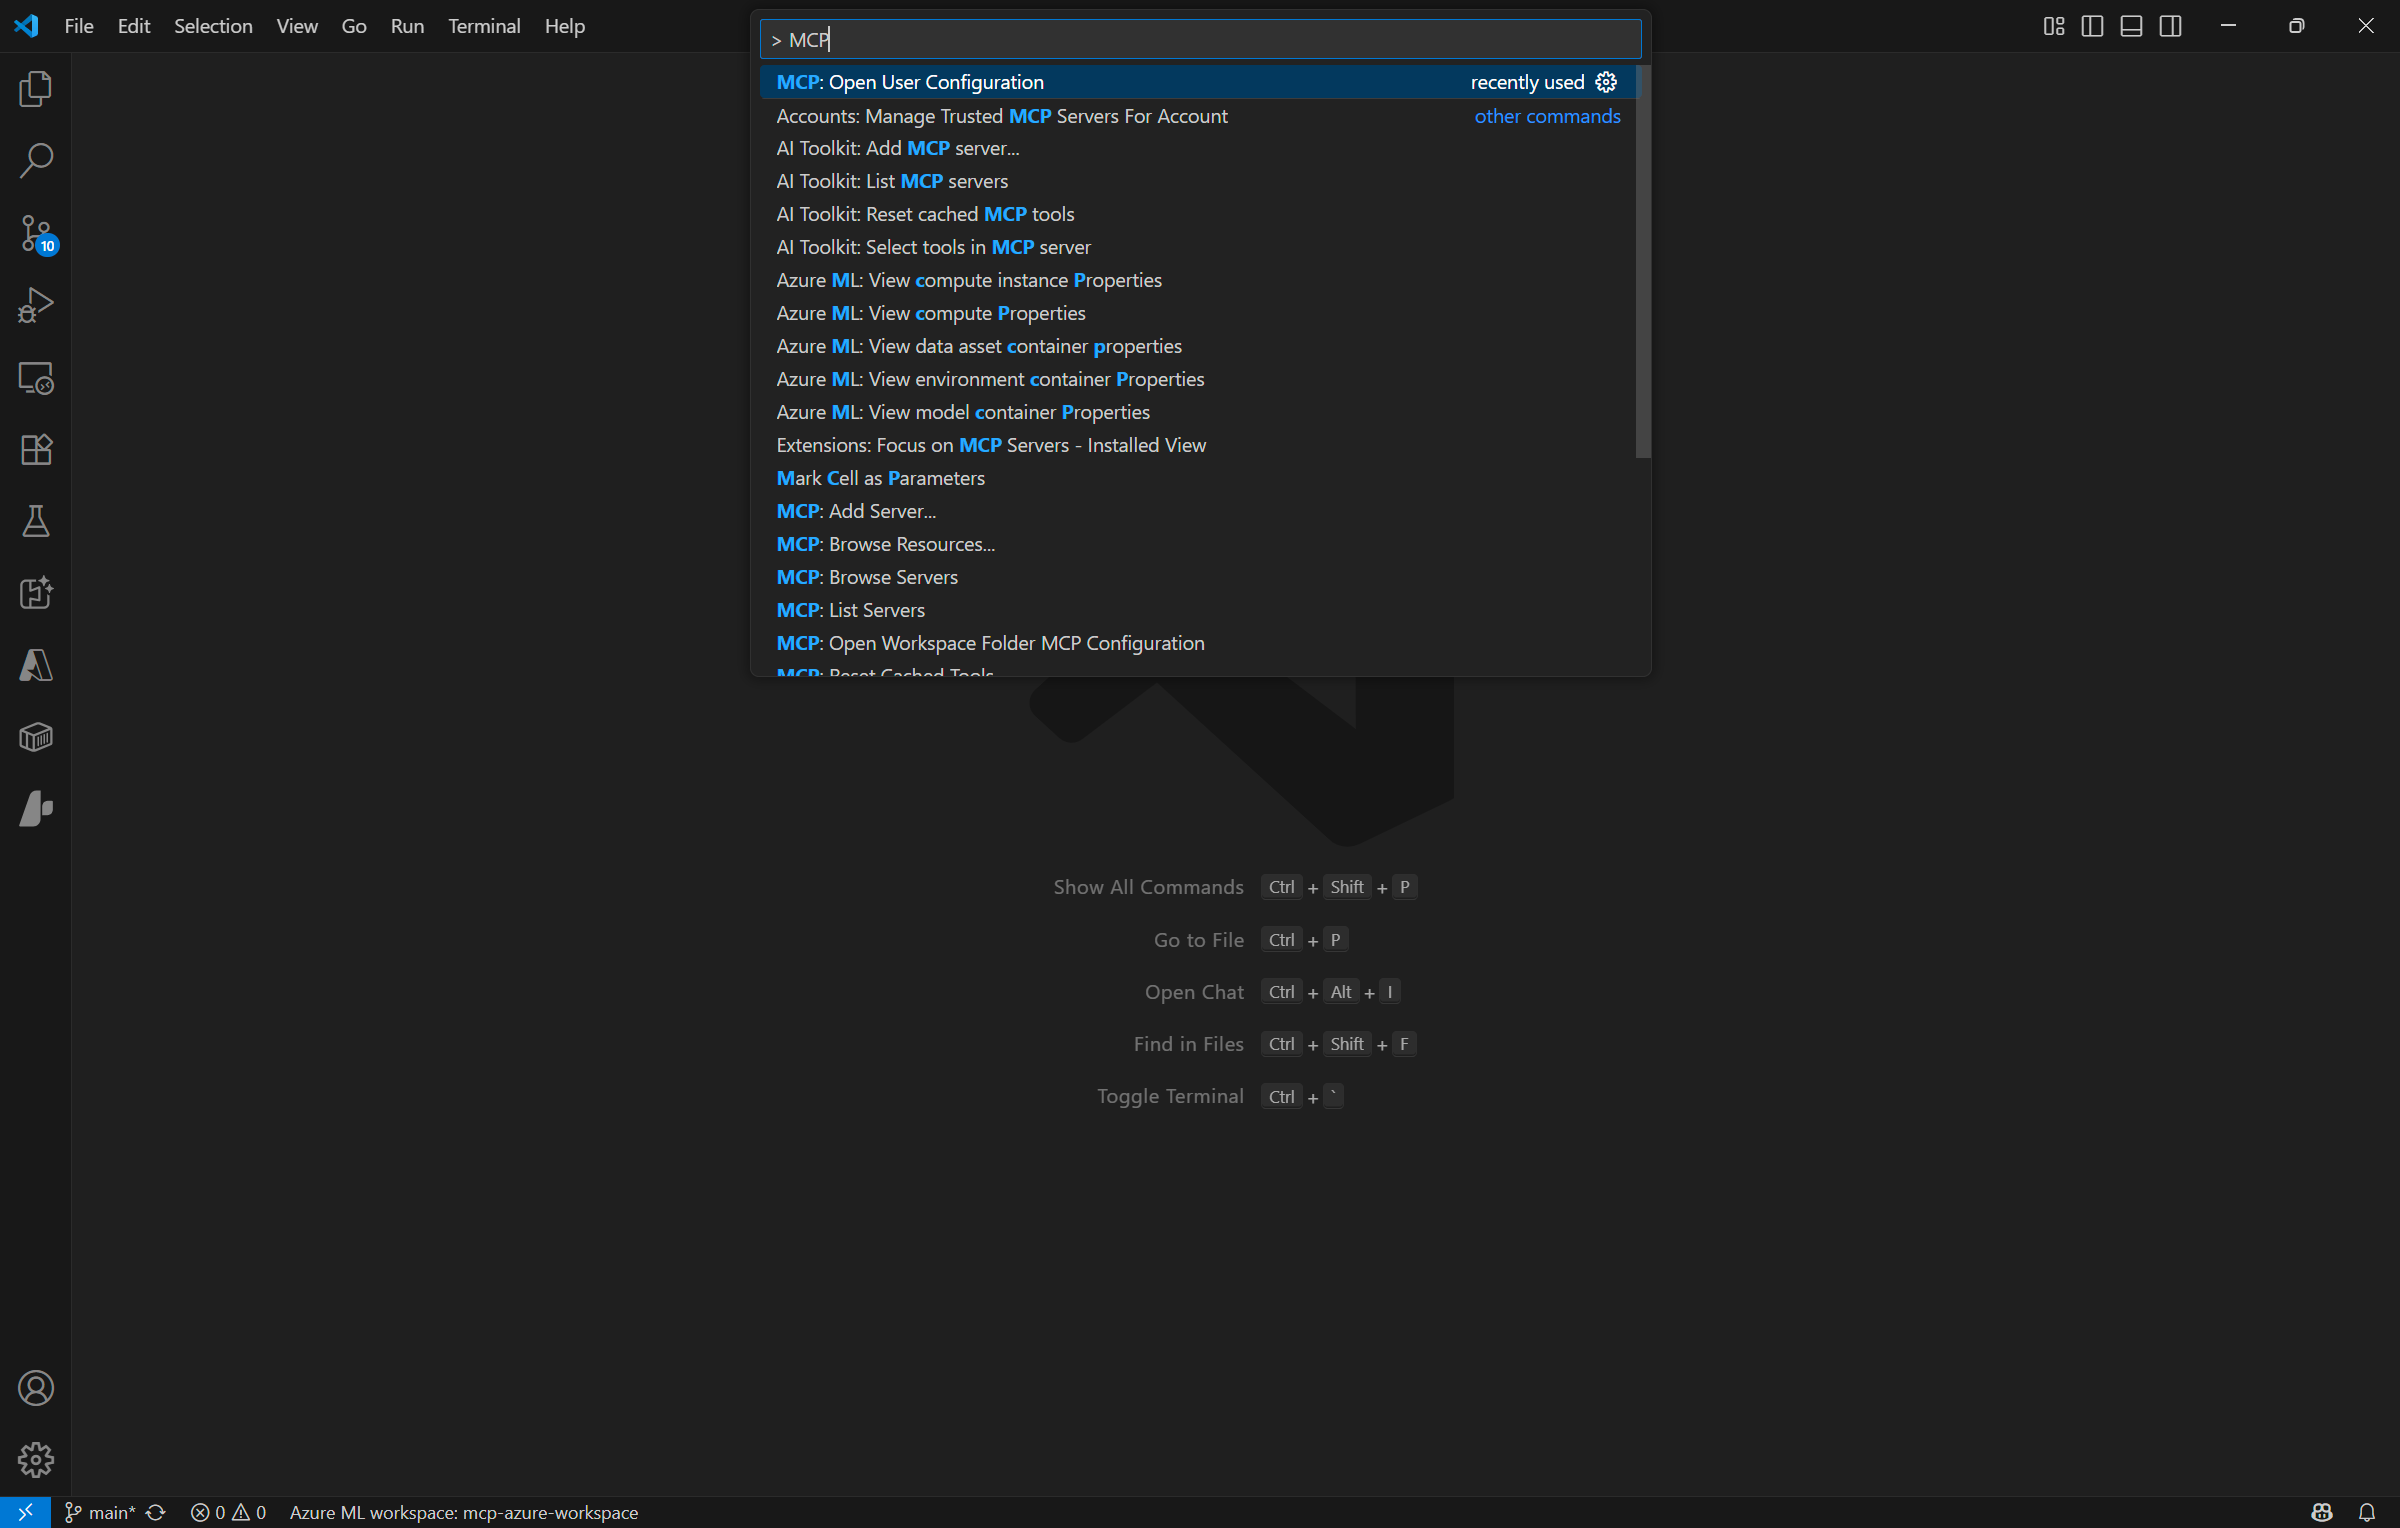 File Edit Selection View Go Run Terminal Help
> MCP
MCP: Open User Configuration recently used
Accounts: Manage Trusted MCP Servers For Account other commands
AI Toolkit: Add MCP server...
AI Toolkit: List MCP servers
AI Toolkit: Reset cached MCP tools
AI Toolkit: Select tools in MCP server
Azure ML: View compute instance Properties
Azure ML: View compute Properties
Azure ML: View data asset container properties
Azure ML: View environment container Properties
Azure ML: View model container Properties
Extensions: Focus on MCP Servers - Installed View
Mark Cell as Parameters
MCP: Add Server...
MCP: Browse Resources...
MCP: Browse Servers
MCP: List Servers
MCP: Open Workspace Folder MCP Configuration
MCP: Reset Cached Tools
10
Show All Commands Ctrl + Shift + P
Go to File Ctrl + P
Open Chat Ctrl + Alt + I
Find in Files Ctrl + Shift + F
Toggle Terminal Ctrl + `
main* 0 0 Azure ML workspace: mcp-azure-workspace